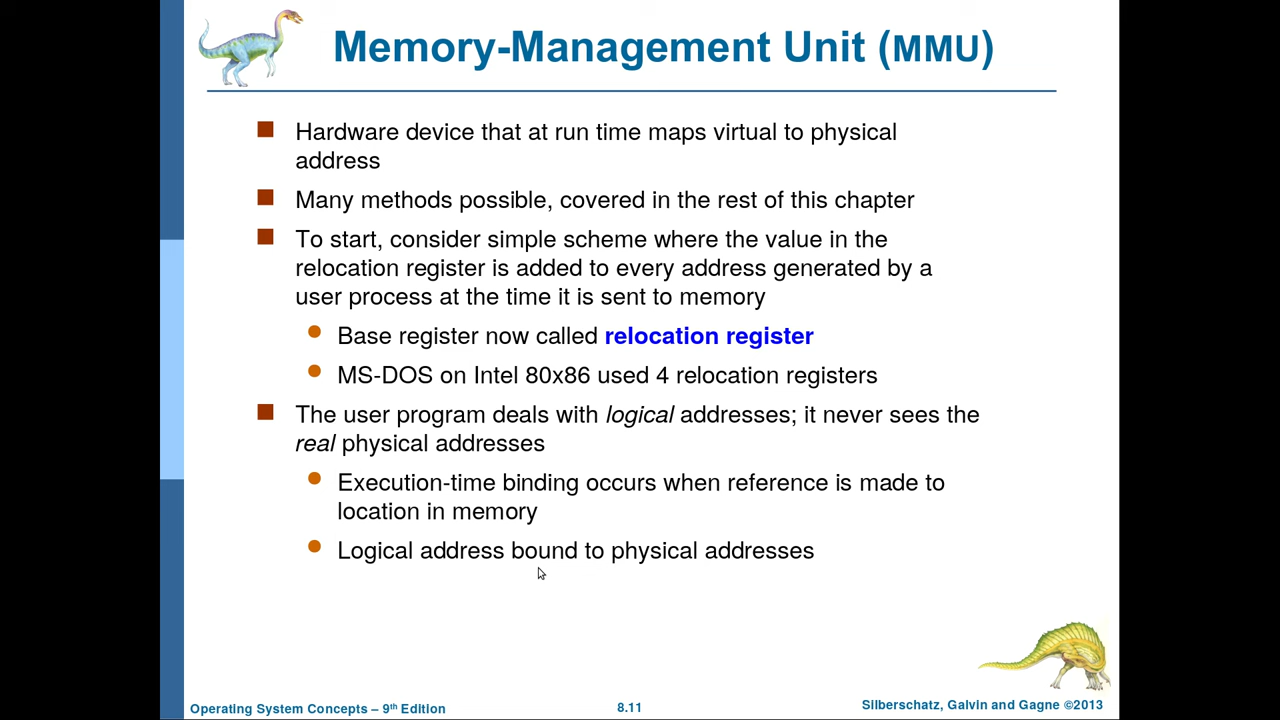 Memory-Management Unit (MMU)
Hardware device that at run time maps virtual to physical
address
Many methods possible, covered in the rest of this chapter
To start, consider simple scheme where the value in the
relocation register is added to every address generated by a
user process at the time it is sent to memory
Base register now called relocation register
MS-DOS on Intel 80x86 used 4 relocation registers
The user program deals with logical addresses; it never sees the
real physical addresses
Execution-time binding occurs when reference is made to
location in memory
Logical address bound to physical addresses
Operating System Concepts – 9th Edition
8.11
Silberschatz, Galvin and Gagne ©2013